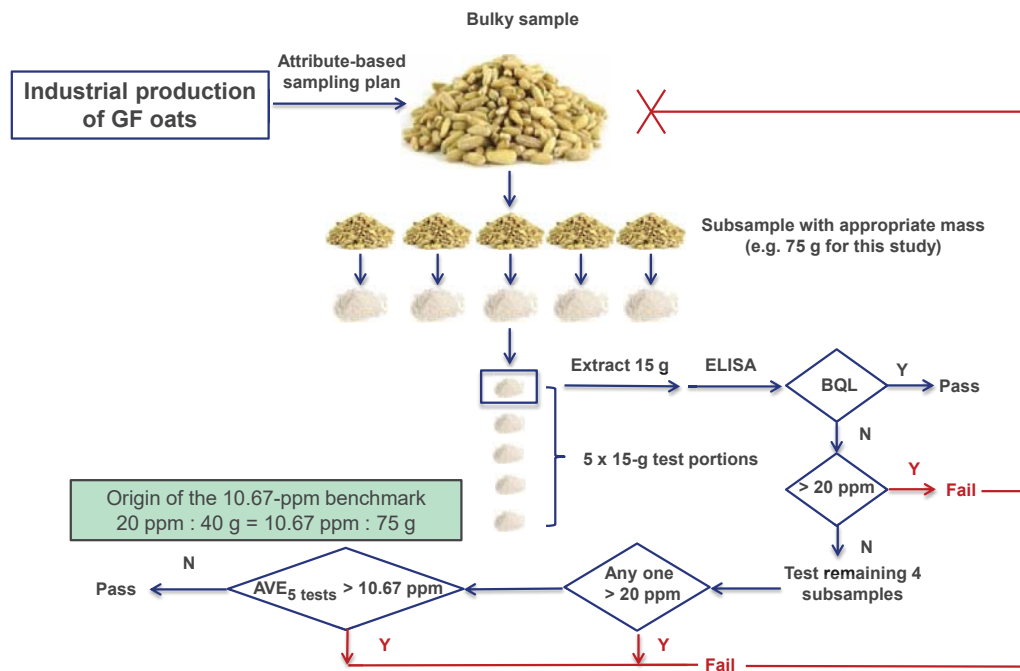 Bulky sample
Industrial production
of GF oats
Attribute-based
sampling plan
Subsample with appropriate mass
(e.g. 75 g for this study)
Extract 15 g
ELISA
BQL
Y
Pass
N
5 x 15-g test portions
> 20 ppm
Y
Fail
N
Origin of the 10.67-ppm benchmark
20 ppm : 40 g = 10.67 ppm : 75 g
Test remaining 4
subsamples
Any one
> 20 ppm
AVE5 tests > 10.67 ppm
N
Pass
Y
Y
Fail